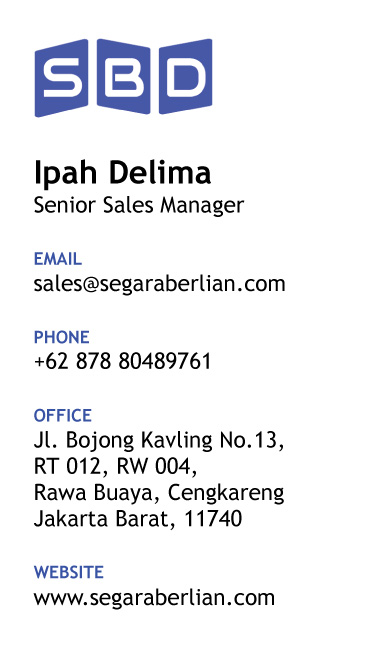 SBD
Ipah Delima
Senior Sales Manager
EMAIL
sales@segaraberlian.com
PHONE
+62 878 80489761
OFFICE
Jl. Bojong Kavling No.13,
RT 012, RW 004,
Rawa Buaya, Cengkareng
Jakarta Barat, 11740
WEBSITE
www.segaraberlian.com